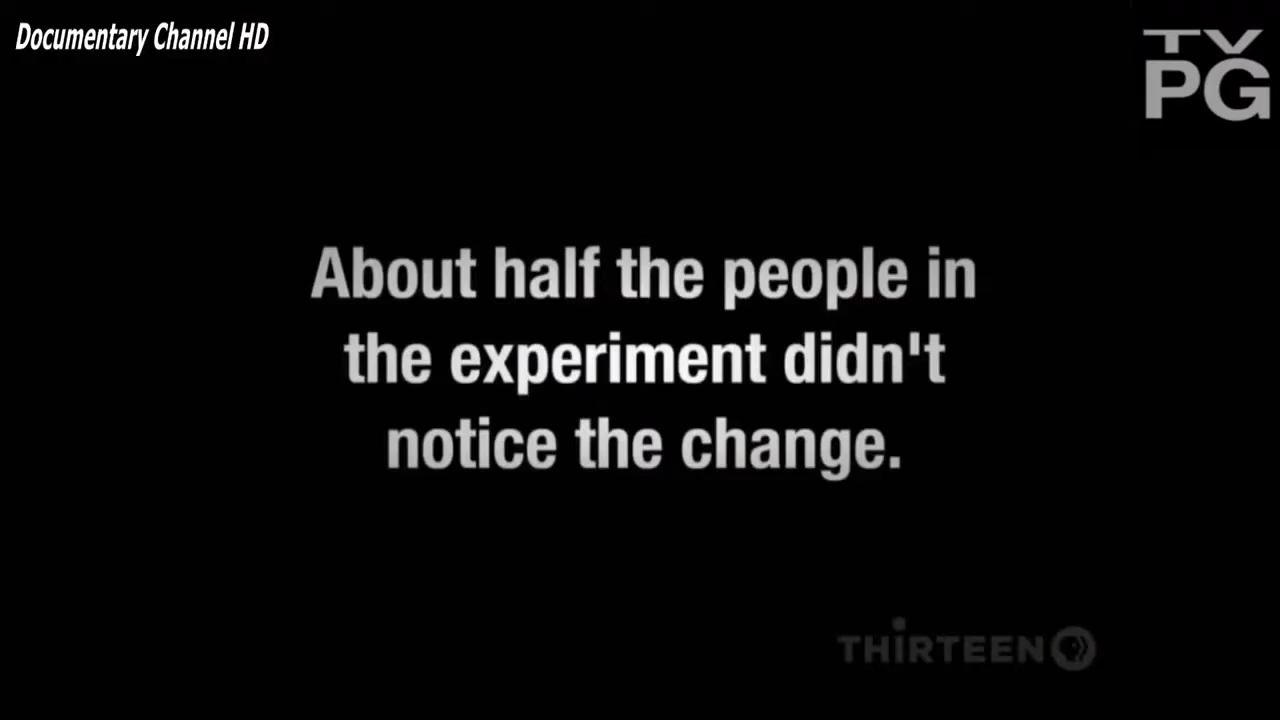 Documentary Channel HD
TV
PG
About half the people in
the experiment didn't
notice the change.
THiRTEEN